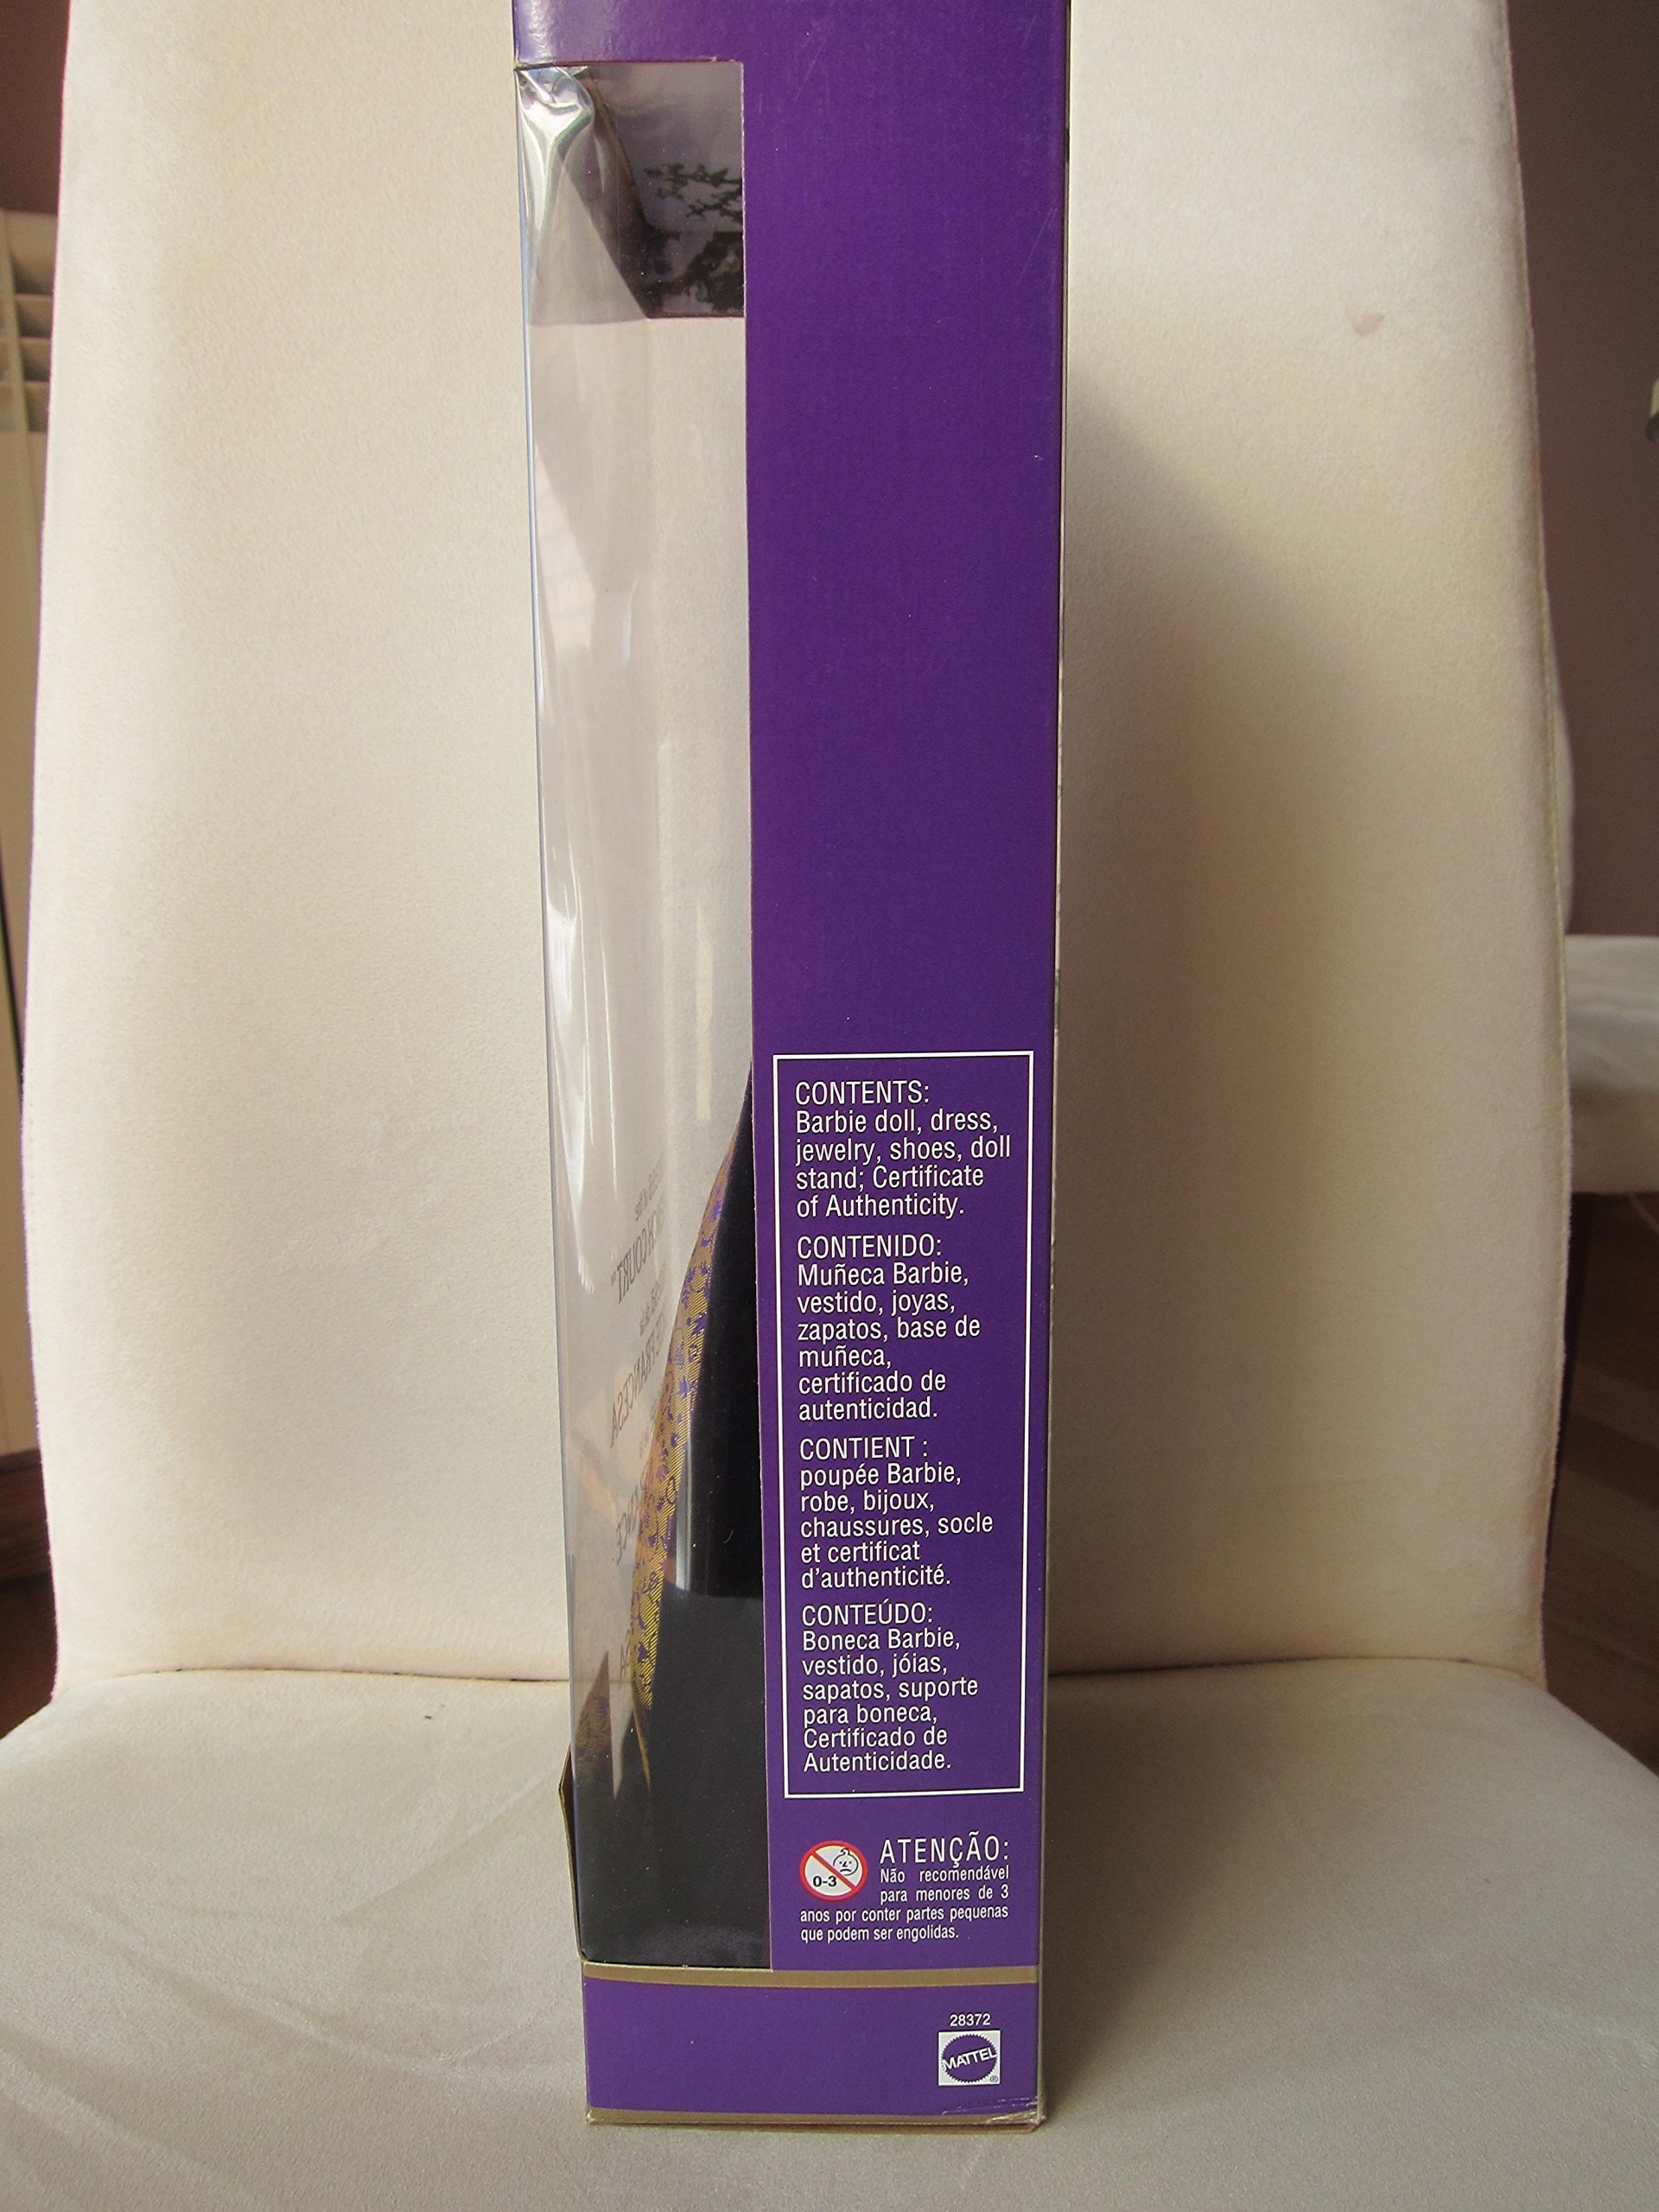 CONTENTS:
Barbie doll, dress,
jewelry, shoes, doll
stand; Certificate
of Authenticity.
CONTENIDO:
Muñeca Barbie,
vestido, joyas,
zapatos, base de
muñeca,
certificado de
autenticidad.
CONTIENT :
poupée Barbie,
robe, bijoux,
chaussures, socle
et certificat
d'authenticité.
CONTEÚDO:
Boneca Barbie,
vestido, jóias,
sapatos, suporte
para boneca,
Certificado de
Autenticidade.
0-3
ATENÇÃO:
Não recomendável
para menores de 3
anos por conter partes pequenas
que podem ser engolidas.
28372
MATTEL
®
COURT™